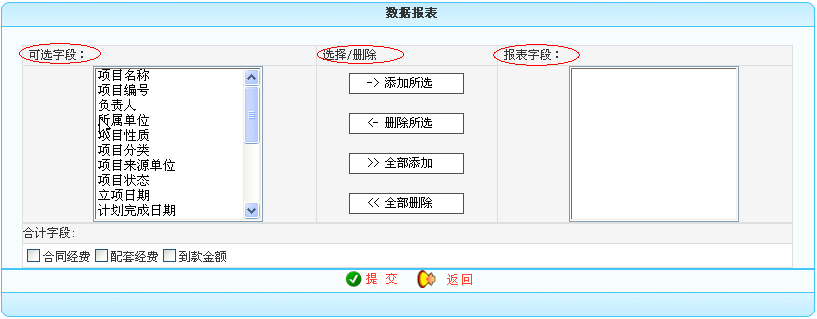 数据报表
可选字段：
选择/删除
报表字段：
项目名称
项目编号
负责人
所属单位
项目性质
项目分类
项目来源单位
项目状态
立项日期
计划完成日期
-> 添加所选
<- 删除所选
>> 全部添加
<< 全部删除
合计字段:
合同经费 配套经费 到款金额
提 交 返回